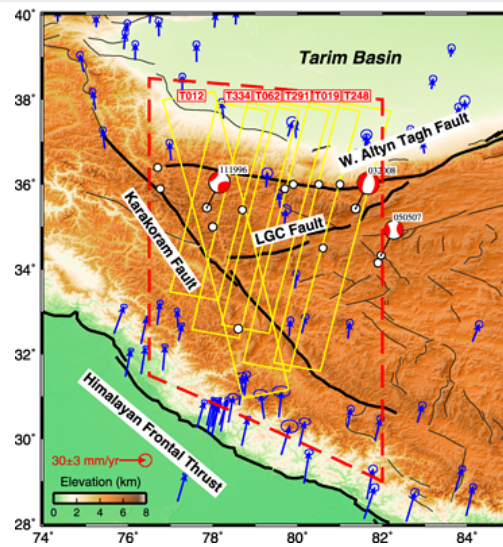 40°
38°
36°
34°
32°
30°
28°
Tarim Basin
T012
T334
T062
T291
T019
T248
W. Altyn Tagh Fault
111996
032008
050507
LGC Fault
Karakoram Fault
Himalayan Frontal Thrust
30±3 mm/yr
Elevation (km)
0 2 4 6 8
74° 76° 78° 80° 82° 84°